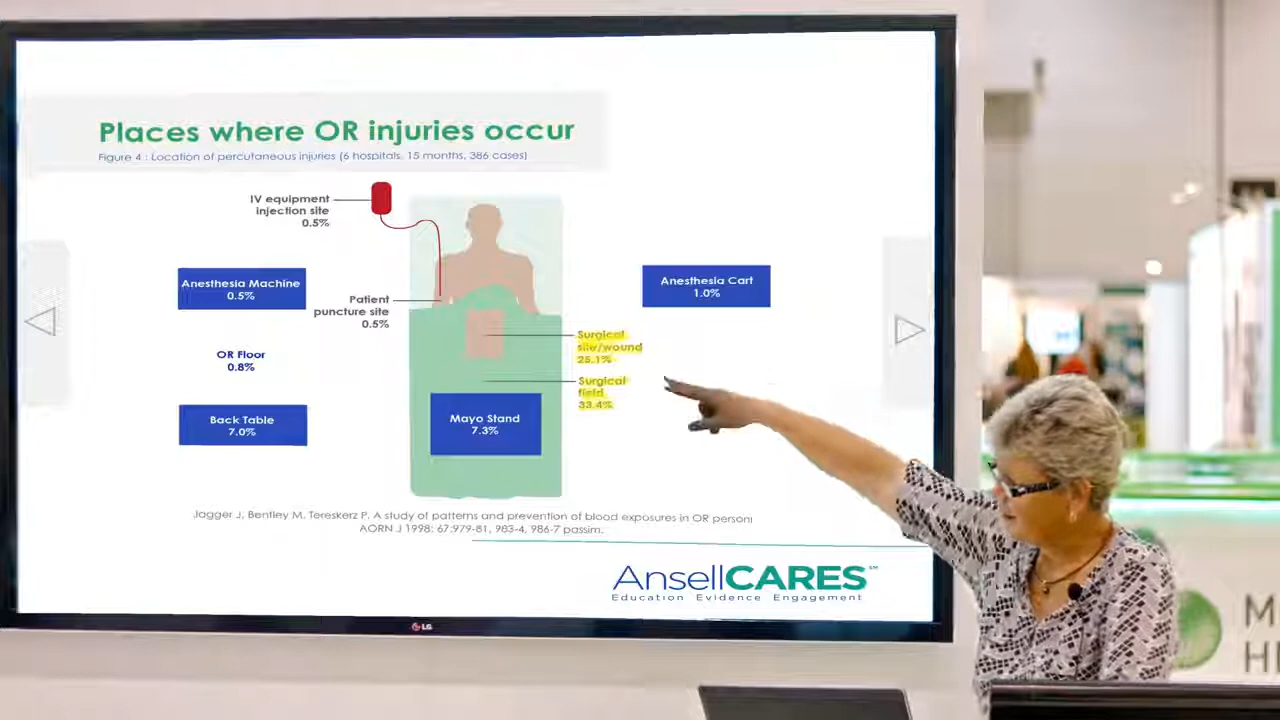 Places where OR injuries occur
Figure 4 : Location of percutaneous injuries (6 hospitals, 15 months, 386 cases)
IV equipment
injection site
0.5%
Anesthesia Machine
0.5%
Anesthesia Cart
1.0%
Patient
puncture site
0.5%
Surgical
site/wound
25.1%
OR Floor
0.8%
Surgical
field
33.4%
Back Table
7.0%
Mayo Stand
7.3%
Jagger J, Bentley M, Tereskerz P. A study of patterns and prevention of blood exposures in OR personi
AORN J 1998; 67:979-81, 983-4, 986-7 passim.
AnsellCARES℠
Education Evidence Engagement
LG
M
H